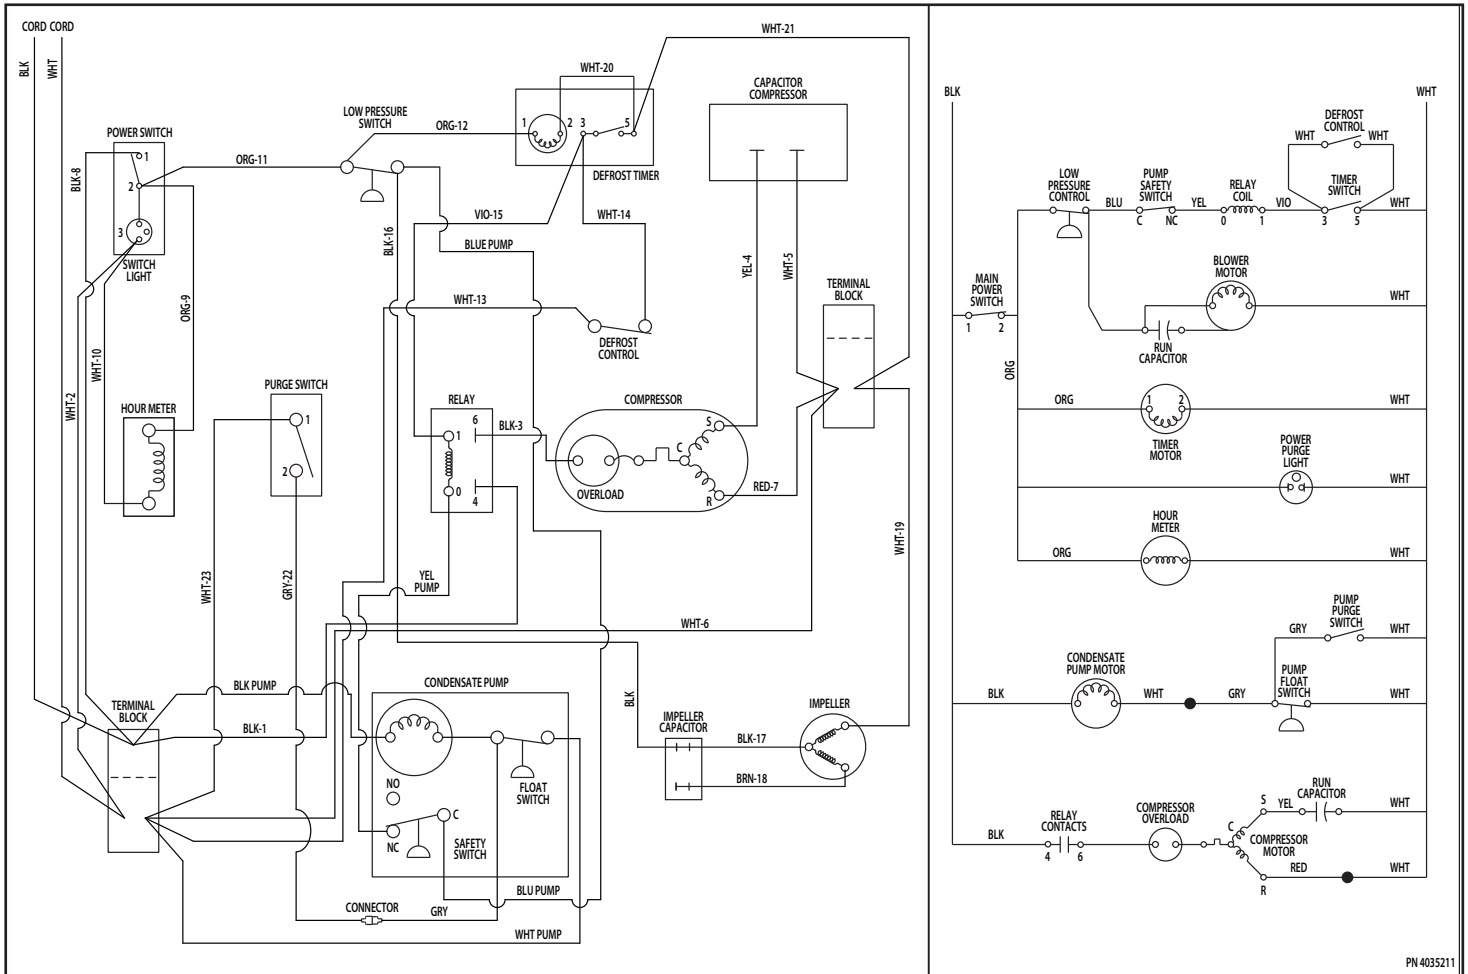 CORD CORD
BLK
WHT
POWER SWITCH
1
2
3
SWITCH
LIGHT
BLK-8
ORG-11
LOW PRESSURE
SWITCH
ORG-12
WHT-20
1
2
3
5
DEFROST TIMER
WHT-21
CAPACITOR
COMPRESSOR
VIO-15
WHT-14
BLK-16
BLUE PUMP
YEL-4
WHT-5
TERMINAL
BLOCK
WHT-13
DEFROST
CONTROL
ORG-9
WHT-10
WHT-2
HOUR METER
PURGE SWITCH
1
2
RELAY
6
1
0
4
BLK-3
COMPRESSOR
S
C
R
OVERLOAD
RED-7
WHT-19
WHT-23
GRY-22
YEL
PUMP
WHT-6
BLK PUMP
CONDENSATE PUMP
TERMINAL
BLOCK
BLK-1
BLK
IMPELLER
CAPACITOR
IMPELLER
BLK-17
BRN-18
NO
C
NC
FLOAT
SWITCH
SAFETY
SWITCH
BLU PUMP
CONNECTOR
GRY
WHT PUMP
BLK
WHT
DEFROST
CONTROL
WHT
WHT
LOW
PRESSURE
CONTROL
PUMP
SAFETY
SWITCH
RELAY
COIL
TIMER
SWITCH
BLU
YEL
VIO
WHT
C
NC
0
1
3
5
BLOWER
MOTOR
MAIN
POWER
SWITCH
1
2
WHT
RUN
CAPACITOR
ORG
ORG
1
2
WHT
TIMER
MOTOR
POWER
PURGE
LIGHT
WHT
HOUR
METER
ORG
WHT
PUMP
PURGE
SWITCH
GRY
WHT
CONDENSATE
PUMP MOTOR
PUMP
FLOAT
SWITCH
BLK
WHT
GRY
WHT
RUN
CAPACITOR
S
YEL
WHT
RELAY
CONTACTS
COMPRESSOR
OVERLOAD
C
BLK
COMPRESSOR
MOTOR
4
6
RED
WHT
R
PN 4035211